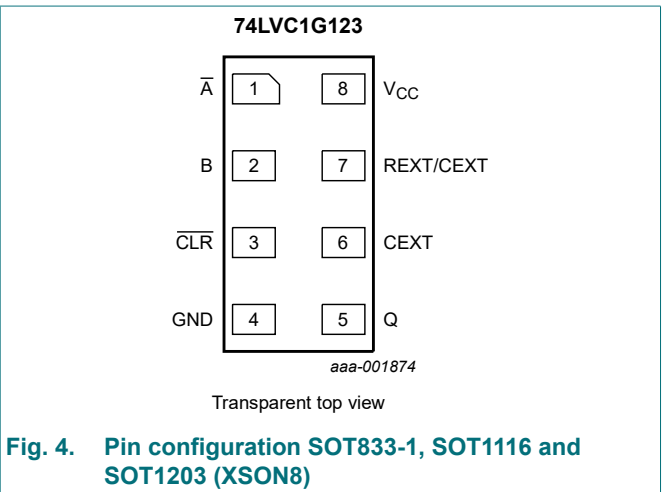 74LVC1G123
A̅ 1 8 VCC
B 2 7 REXT/CEXT
C̅L̅R̅ 3 6 CEXT
GND 4 5 Q
aaa-001874
Transparent top view
Fig. 4. Pin configuration SOT833-1, SOT1116 and
SOT1203 (XSON8)